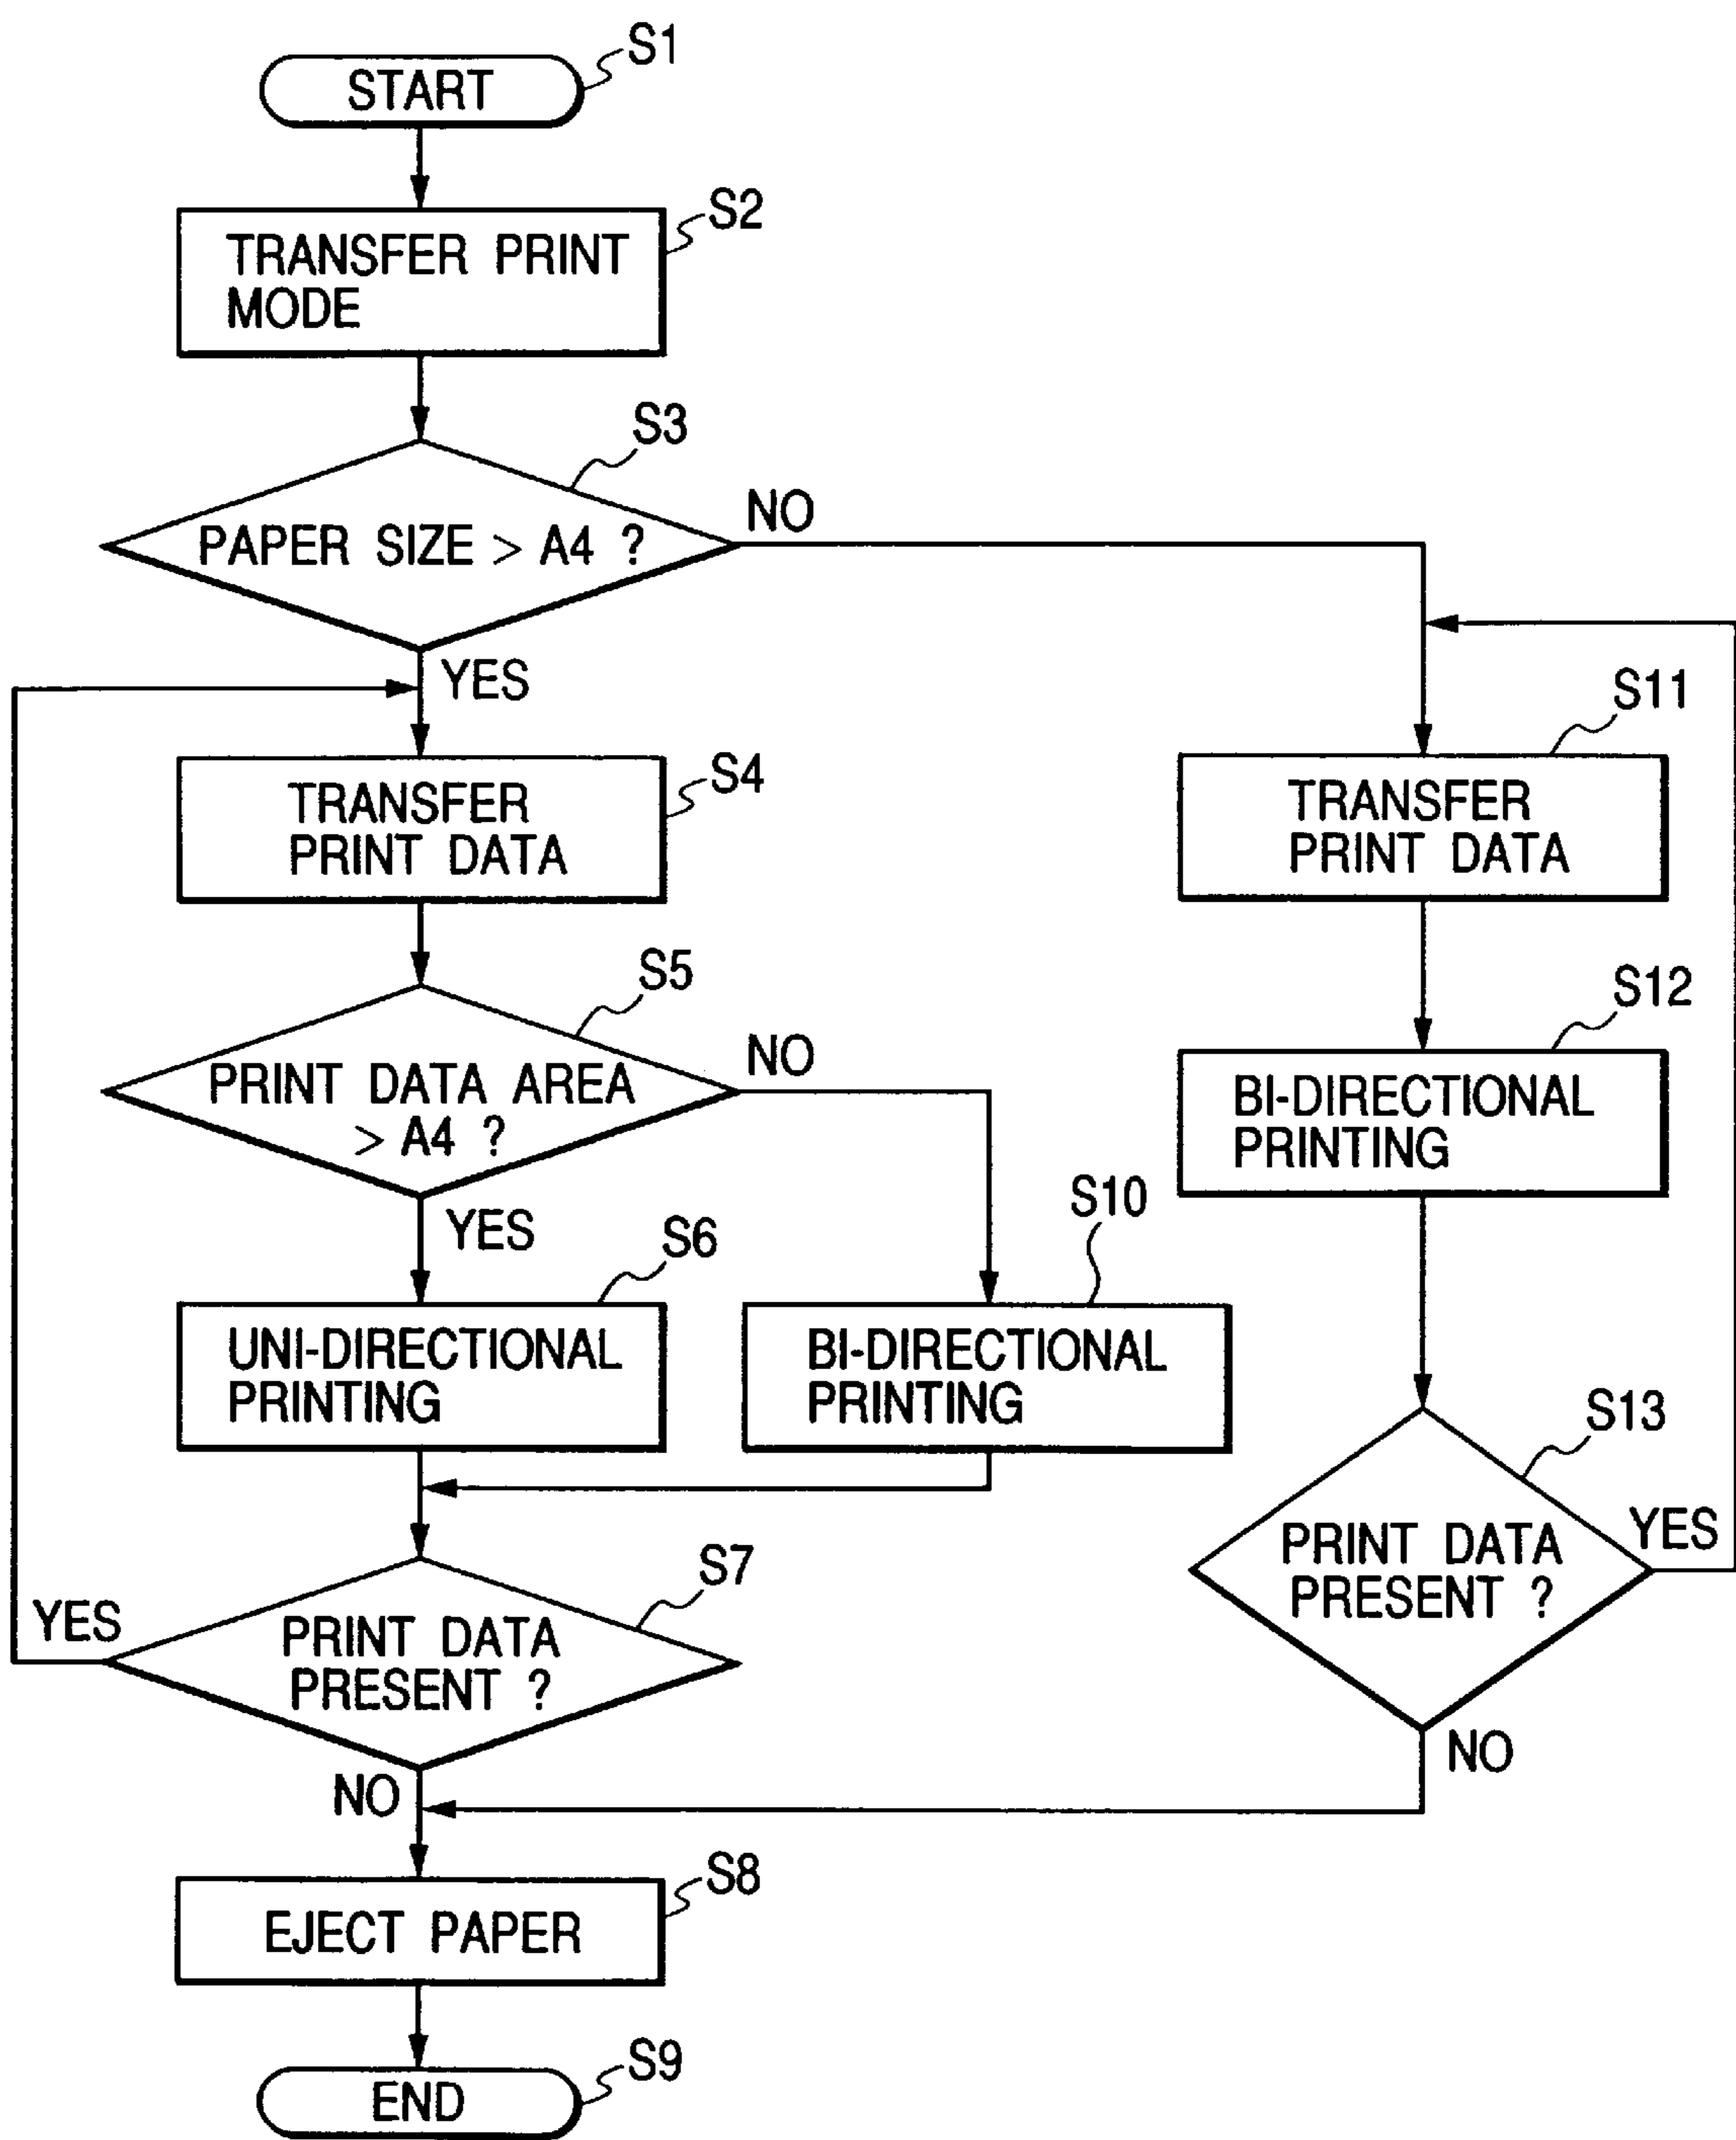 START
S1
TRANSFER PRINT
MODE
S2
PAPER SIZE > A4 ?
S3
NO
YES
TRANSFER
PRINT DATA
S4
TRANSFER
PRINT DATA
S11
PRINT DATA AREA
> A4 ?
S5
NO
YES
BI-DIRECTIONAL
PRINTING
S12
UNI-DIRECTIONAL
PRINTING
S6
BI-DIRECTIONAL
PRINTING
S10
PRINT DATA
PRESENT ?
S13
YES
NO
PRINT DATA
PRESENT ?
S7
YES
NO
EJECT PAPER
S8
END
S9